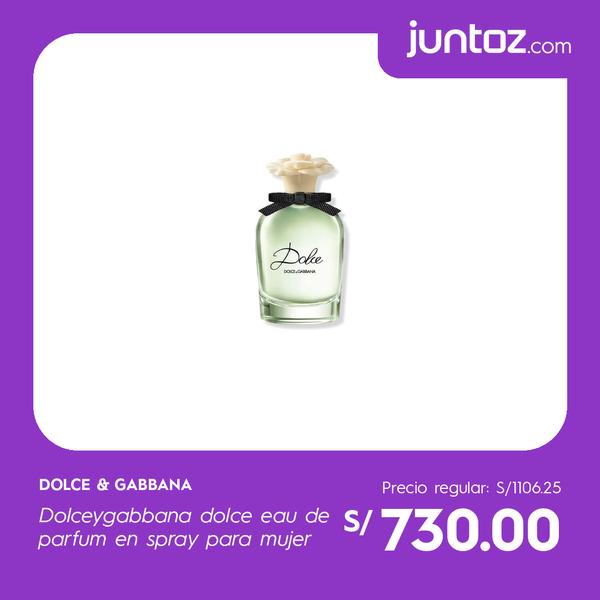 juntoz.com
Dolce
DOLCE & GABBANA
DOLCE & GABBANA
Precio regular: S/1106.25
Dolceygabbana dolce eau de
parfum en spray para mujer
S/730.00